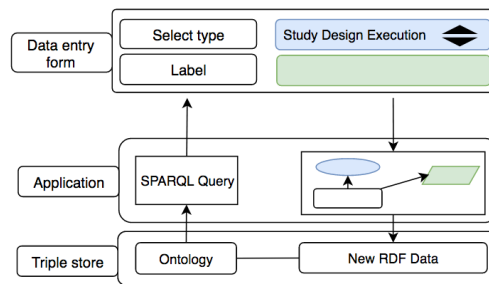 Data entry
form
Select type
Study Design Execution
Label
Application
SPARQL Query
Triple store
Ontology
New RDF Data